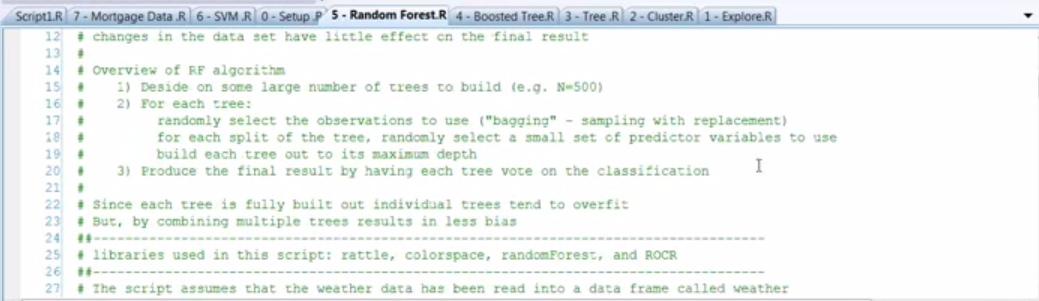 Script1.R 7 - Mortgage Data .R 6 - SVM .R 0 - Setup .R 5 - Random Forest.R 4 - Boosted Tree.R 3 - Tree .R 2 - Cluster.R 1 - Explore.R
12 # changes in the data set have little effect on the final result
13 #
14 # Overview of RF algorithm
15 # 1) Deside on some large number of trees to build (e.g. N=500)
16 # 2) For each tree:
17 # randomly select the observations to use ("bagging" - sampling with replacement)
18 # for each split of the tree, randomly select a small set of predictor variables to use
19 # build each tree out to its maximum depth
20 # 3) Produce the final result by having each tree vote on the classification
21 #
22 # Since each tree is fully built out individual trees tend to overfit
23 # But, by combining multiple trees results in less bias
24 ##--------------------------------------------------------------------------------
25 # libraries used in this script: rattle, colorspace, randomForest, and ROCR
26 ##--------------------------------------------------------------------------------
27 # The script assumes that the weather data has been read into a data frame called weather